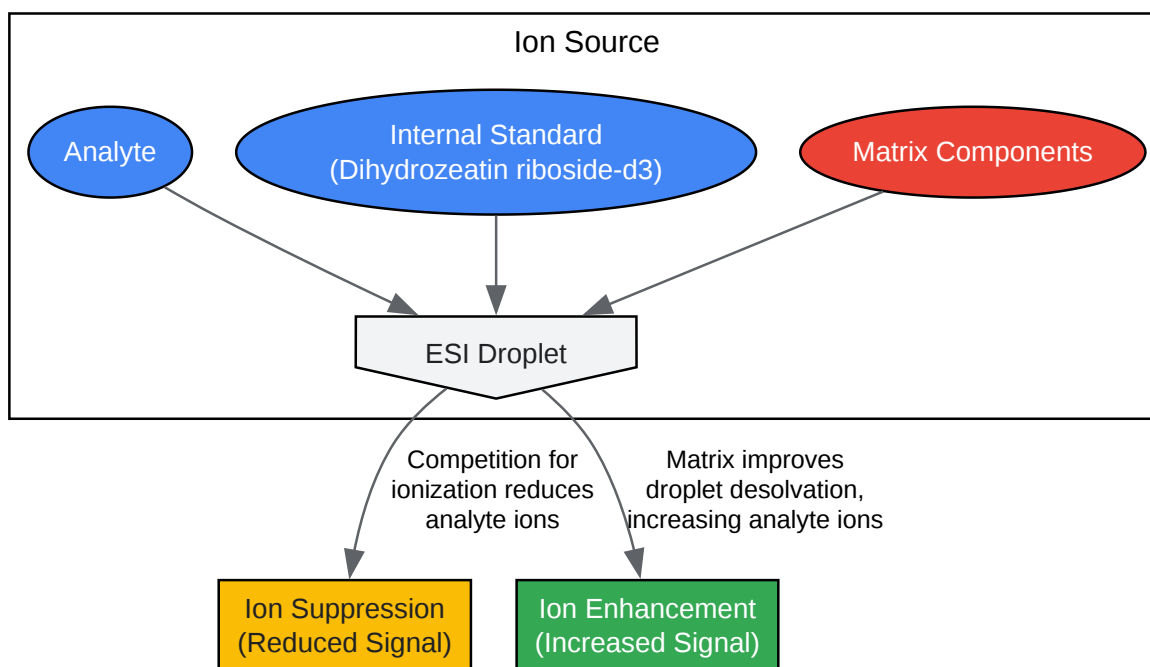 Ion Source
Analyte
Internal Standard
(Dihydrozeatin riboside-d3)
Matrix Components
ESI Droplet
Competition for
ionization reduces
analyte ions
Matrix improves
droplet desolvation,
increasing analyte ions
Ion Suppression
(Reduced Signal)
Ion Enhancement
(Increased Signal)